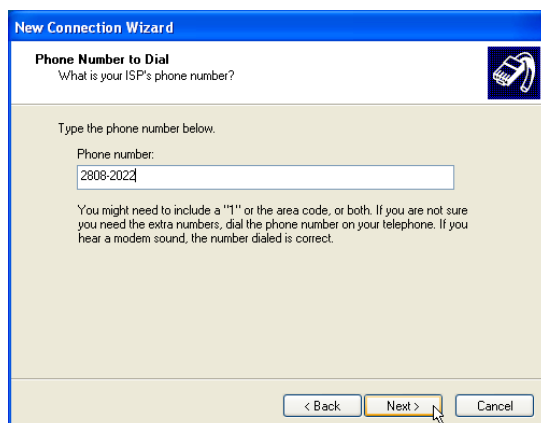 New Connection Wizard
Phone Number to Dial
What is your ISP's phone number?
Type the phone number below.
Phone number:
2808-2022
You might need to include a "1" or the area code, or both. If you are not sure
you need the extra numbers, dial the phone number on your telephone. If you
hear a modem sound, the number dialed is correct.
< Back Next > Cancel